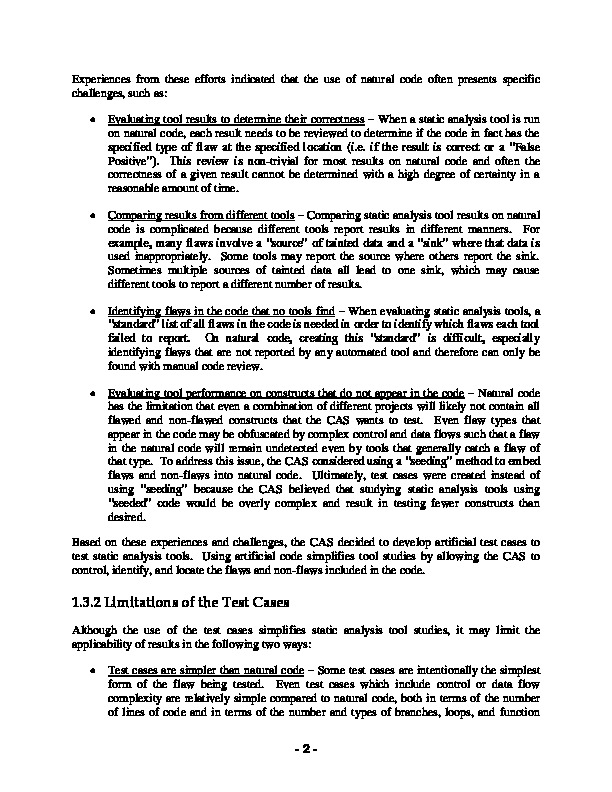 Experiences from these efforts indicated that the use of natural code often presents specific
challenges, such as:
• Evaluating tool results to determine their correctness – When a static analysis tool is run
on natural code, each result needs to be reviewed to determine if the code in fact has the
specified type of flaw at the specified location (i.e. if the result is correct or a "False
Positive"). This review is non-trivial for most results on natural code and often the
correctness of a given result cannot be determined with a high degree of certainty in a
reasonable amount of time.
• Comparing results from different tools – Comparing static analysis tool results on natural
code is complicated because different tools report results in different manners. For
example, many flaws involve a "source" of tainted data and a "sink" where that data is
used inappropriately. Some tools may report the source where others report the sink.
Sometimes multiple sources of tainted data all lead to one sink, which may cause
different tools to report a different number of results.
• Identifying flaws in the code that no tools find – When evaluating static analysis tools, a
"standard" list of all flaws in the code is needed in order to identify which flaws each tool
failed to report. On natural code, creating this "standard" is difficult, especially
identifying flaws that are not reported by any automated tool and therefore can only be
found with manual code review.
• Evaluating tool performance on constructs that do not appear in the code – Natural code
has the limitation that even a combination of different projects will likely not contain all
flawed and non-flawed constructs that the CAS wants to test. Even flaw types that
appear in the code may be obfuscated by complex control and data flows such that a flaw
in the natural code will remain undetected even by tools that generally catch a flaw of
that type. To address this issue, the CAS considered using a "seeding" method to embed
flaws and non-flaws into natural code. Ultimately, test cases were created instead of
using "seeding" because the CAS believed that studying static analysis tools using
"seeded" code would be overly complex and result in testing fewer constructs than
desired.
Based on these experiences and challenges, the CAS decided to develop artificial test cases to
test static analysis tools. Using artificial code simplifies tool studies by allowing the CAS to
control, identify, and locate the flaws and non-flaws included in the code.
1.3.2 Limitations of the Test Cases
Although the use of the test cases simplifies static analysis tool studies, it may limit the
applicability of results in the following two ways:
• Test cases are simpler than natural code – Some test cases are intentionally the simplest
form of the flaw being tested. Even test cases which include control or data flow
complexity are relatively simple compared to natural code, both in terms of the number
of lines of code and in terms of the number and types of branches, loops, and function
- 2 -